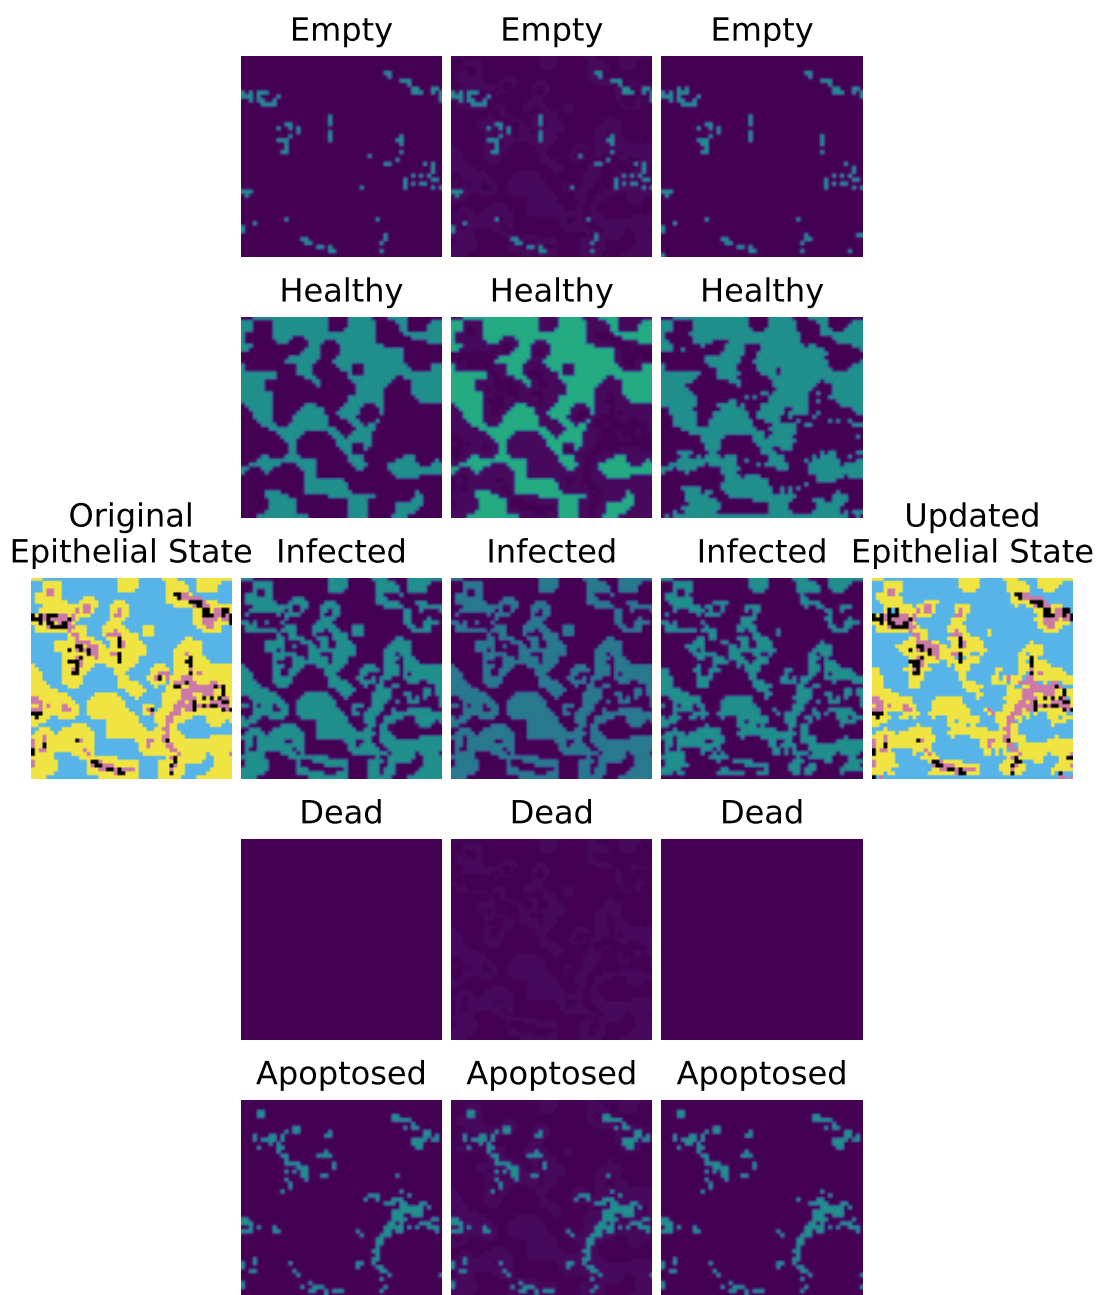 Empty Empty Empty
Healthy Healthy Healthy
Original
Epithelial State
Infected Infected Infected
Updated
Epithelial State
Dead Dead Dead
Apoptosed Apoptosed Apoptosed